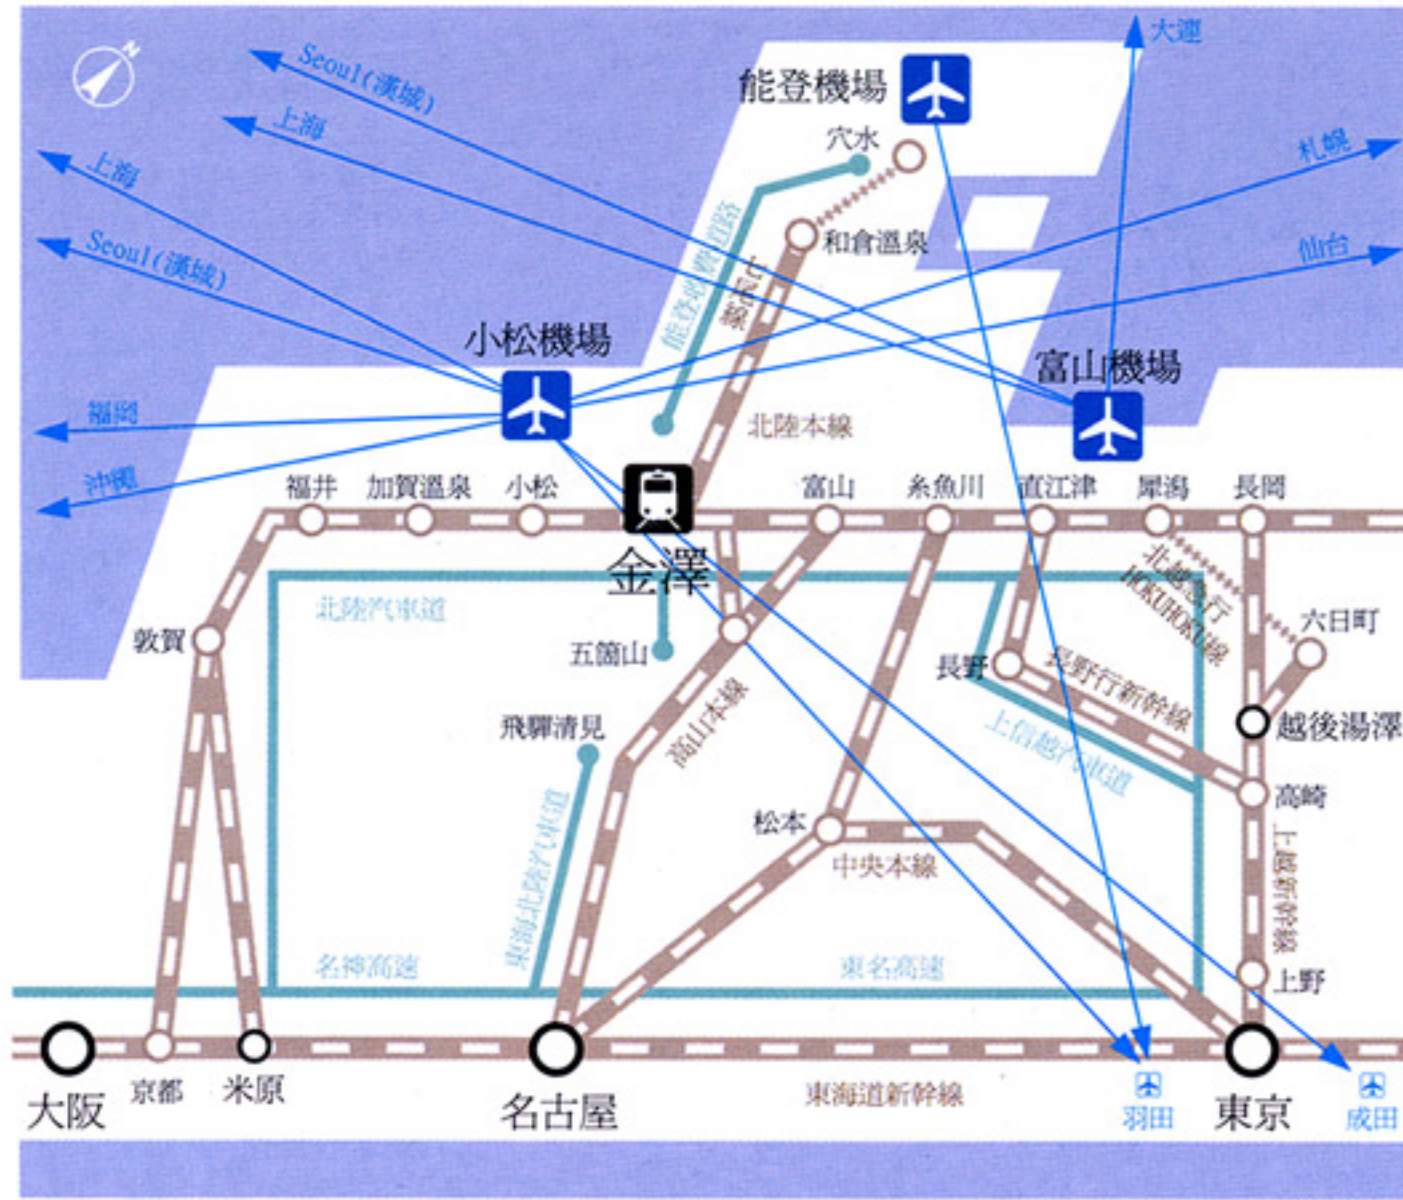 N
大連
Seoul(漢城)
能登機場
上海
穴水
札幌
上海
能登收費道路
和倉溫泉
仙台
Seoul(漢城)
七尾線
小松機場
富山機場
福岡
北陸本線
沖繩
福井
加賀溫泉
小松
富山
糸魚川
直江津
犀潟
長岡
金澤
北陸汽車道
北越急行
HOKUHOKU線
六日町
敦賀
五箇山
長野
長野行新幹線
飛驒清見
高山本線
上信越汽車道
越後湯澤
高崎
東海北陸汽車道
松本
中央本線
上越新幹線
名神高速
東名高速
上野
大阪
京都
米原
名古屋
東海道新幹線
羽田
東京
成田